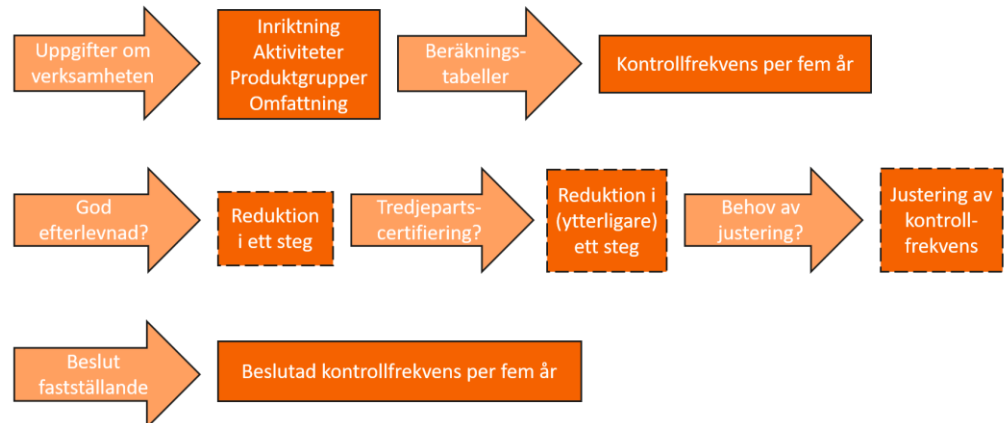 Uppgifter om
verksamheten
Inriktning
Aktiviteter
Produktgrupper
Omfattning
Beräknings-
tabeller
Kontrollfrekvens per fem år
God
efterlevnad?
Reduktion
i ett steg
Tredjeparts-
certifiering?
Reduktion i
(ytterligare)
ett steg
Behov av
justering?
Justering av
kontroll-
frekvens
Beslut
fastställande
Beslutad kontrollfrekvens per fem år